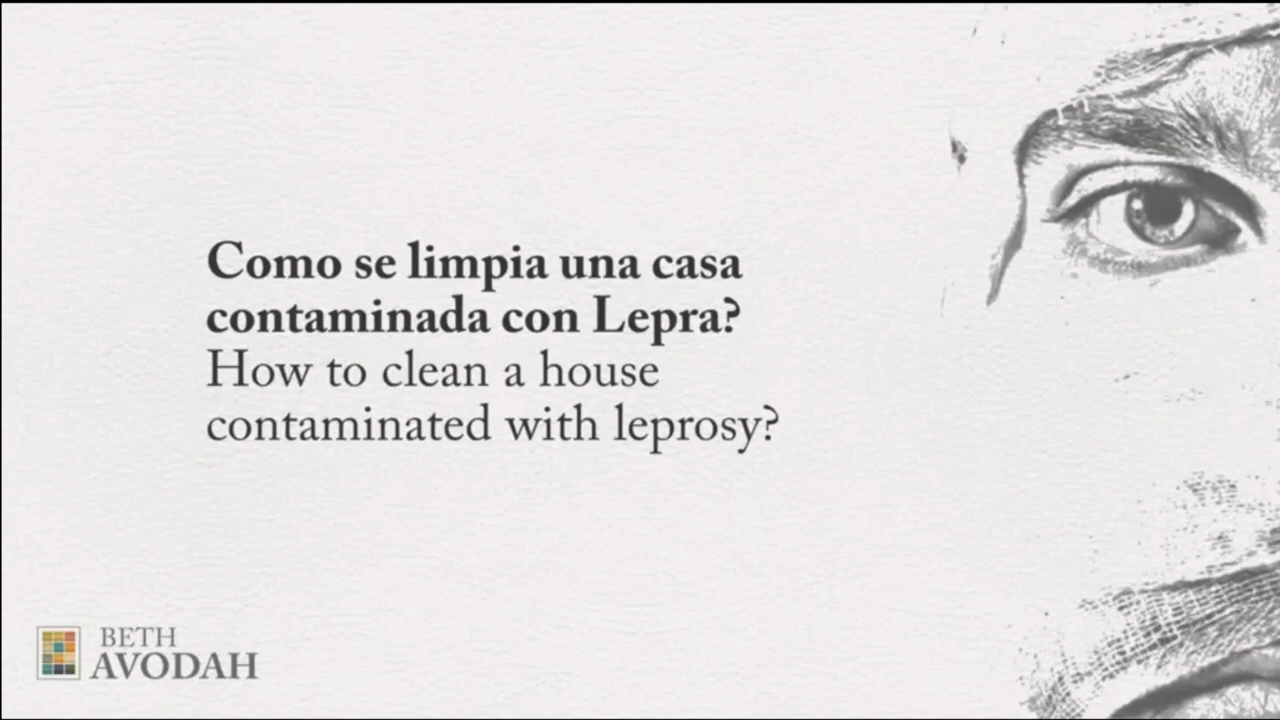 Como se limpia una casa
contaminada con Lepra?
How to clean a house
contaminated with leprosy?
BETH
AVODAH